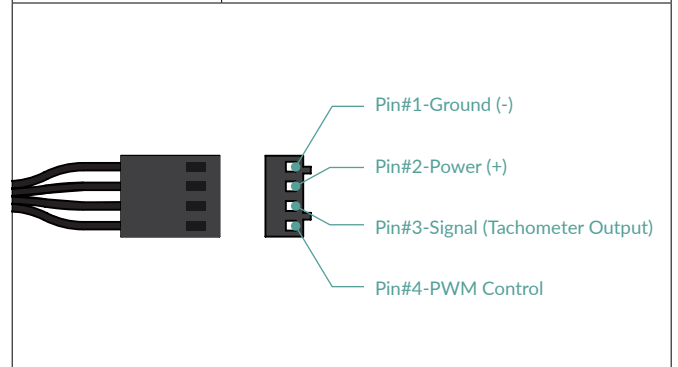 Pin#1-Ground (-)
Pin#2-Power (+)
Pin#3-Signal (Tachometer Output)
Pin#4-PWM Control